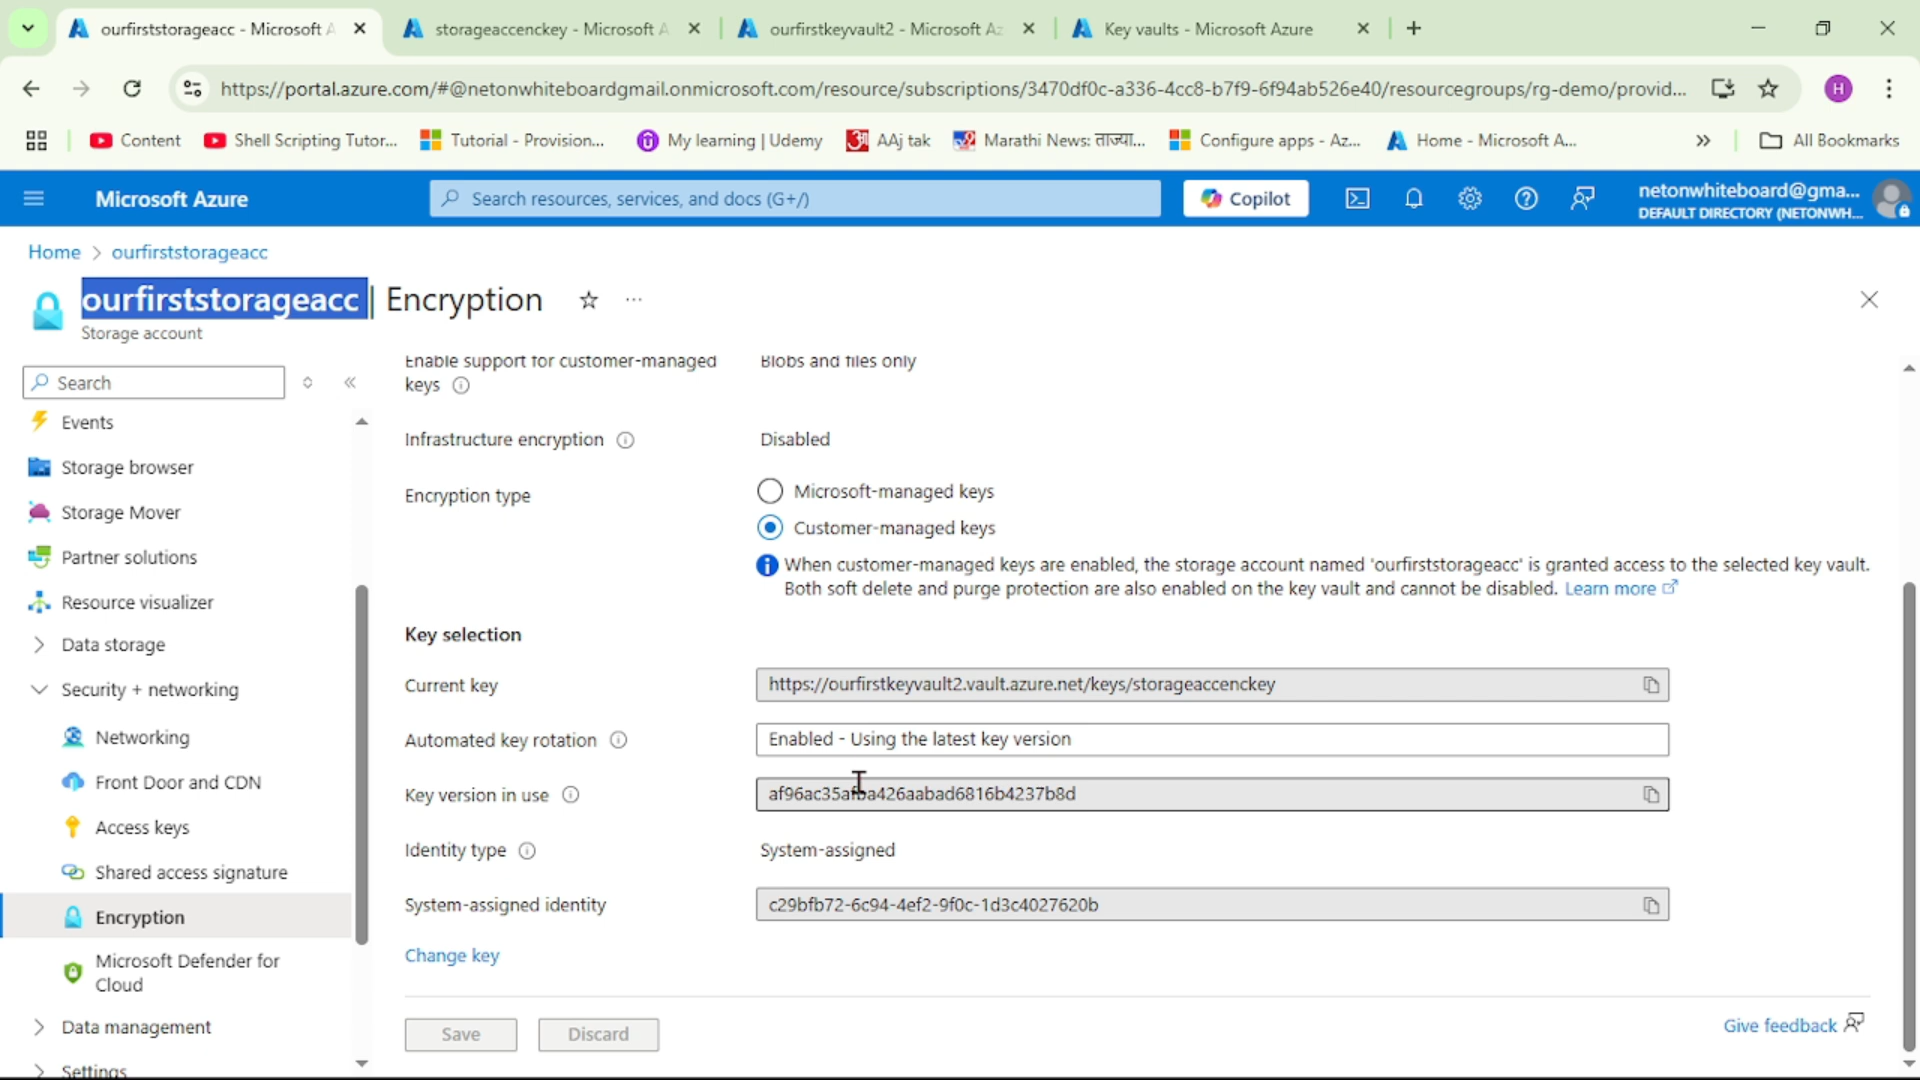 ourfirststorageacc - Microsoft A
storageaccenckey - Microsoft A
ourfirstkeyvault2 - Microsoft Az
Key vaults - Microsoft Azure
https://portal.azure.com/#@netonwhiteboardgmail.onmicrosoft.com/resource/subscriptions/3470df0c-a336-4cc8-b7f9-6f94ab526e40/resourcegroups/rg-demo/provid...
H
Content
Shell Scripting Tutor...
Tutorial - Provision...
My learning | Udemy
AAj tak
Marathi News: ताज्या...
Configure apps - Az...
Home - Microsoft A...
All Bookmarks
Microsoft Azure
Search resources, services, and docs (G+/)
Copilot
netonwhiteboard@gma...
DEFAULT DIRECTORY (NETONWH...
Home > ourfirststorageacc
ourfirststorageacc | Encryption
Storage account
Search
Events
Storage browser
Storage Mover
Partner solutions
Resource visualizer
Data storage
Security + networking
Networking
Front Door and CDN
Access keys
Shared access signature
Encryption
Microsoft Defender for
Cloud
Data management
Settings
Enable support for customer-managed
keys
Blobs and files only
Infrastructure encryption
Disabled
Encryption type
Microsoft-managed keys
Customer-managed keys
When customer-managed keys are enabled, the storage account named 'ourfirststorageacc' is granted access to the selected key vault.
Both soft delete and purge protection are also enabled on the key vault and cannot be disabled. Learn more
Key selection
Current key
https://ourfirstkeyvault2.vault.azure.net/keys/storageaccenckey
Automated key rotation
Enabled - Using the latest key version
Key version in use
Identity type
System-assigned
System-assigned identity
c29bfb72-6c94-4ef2-9f0c-1d3c4027620b
Change key
Save
Discard
Give feedback